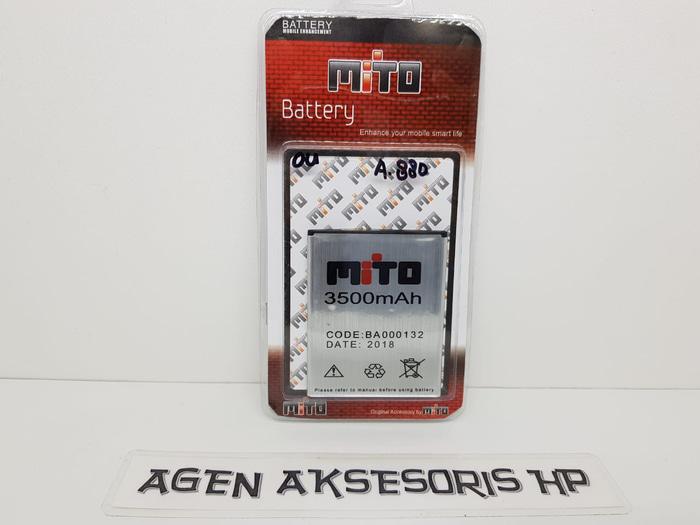 BATTERY
MOBILE ENHANCEMENT
MiTO
Battery
Enhance your mobile smart life
ou A.880
MiTO
3500mAh
CODE:BA000132
DATE: 2018
Please refer to manual before using battery
MiTO Original Accessory by MiTO
AGEN AKSESORIS HP